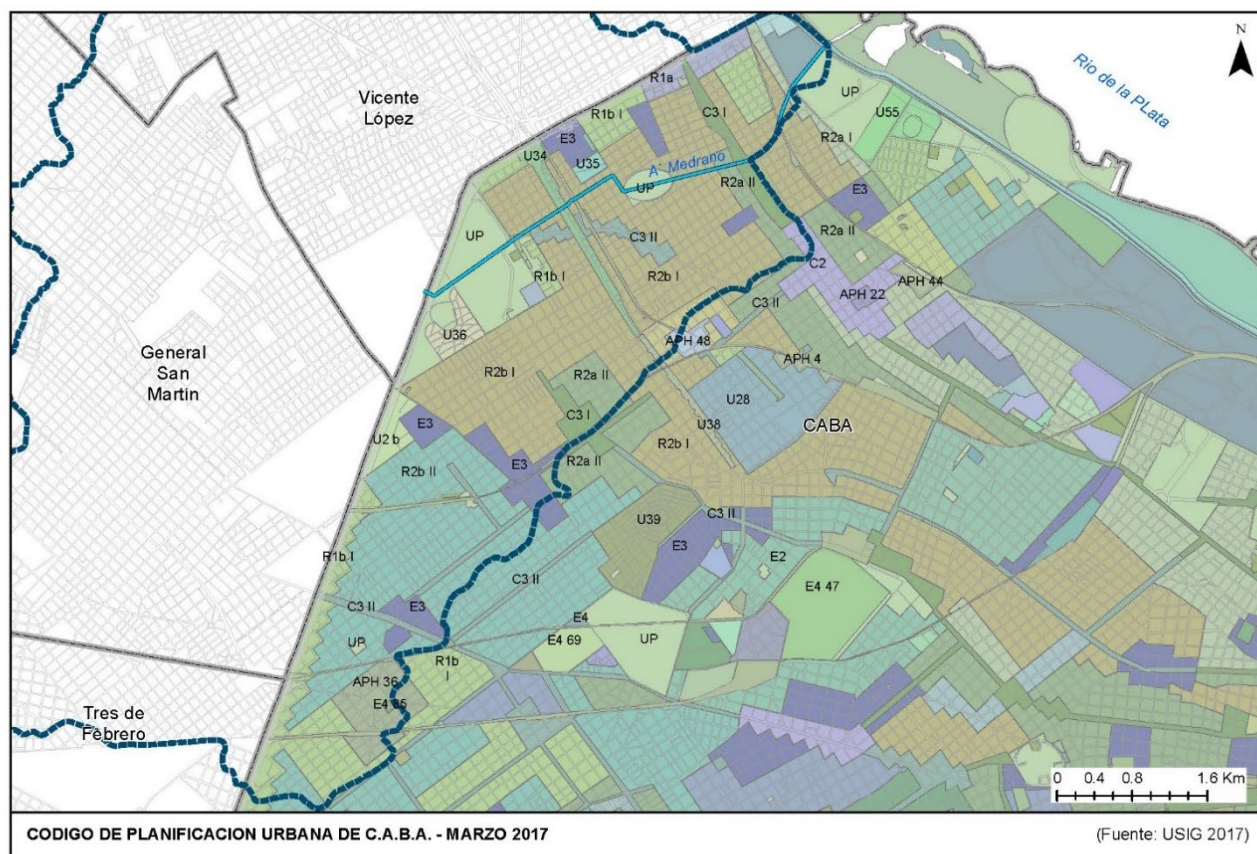 N
Rio de la PLata
Vicente
López
R1a
R1b I
C3 I
UP
U55
E3
U34
U35
A° Medrano
UP
R2a I
R2a II
E3
R2a II
UP
C3 II
R1b I
R2b I
C2
APH 44
APH 22
C3 II
U36
APH 48
APH 4
General
San
Martín
R2b I
R2a II
U28
C3 I
U38
CABA
E3
U2 b
R2b I
R2b II
E3
R2a II
U39
C3 II
E3
E2
R1b I
C3 II
E4 47
C3 II
E3
E4
UP
E4 69
UP
R1b
I
APH 36
E4 85
Tres de
Febrero
0 0.4 0.8 1.6 Km
CODIGO DE PLANIFICACION URBANA DE C.A.B.A. - MARZO 2017
(Fuente: USIG 2017)